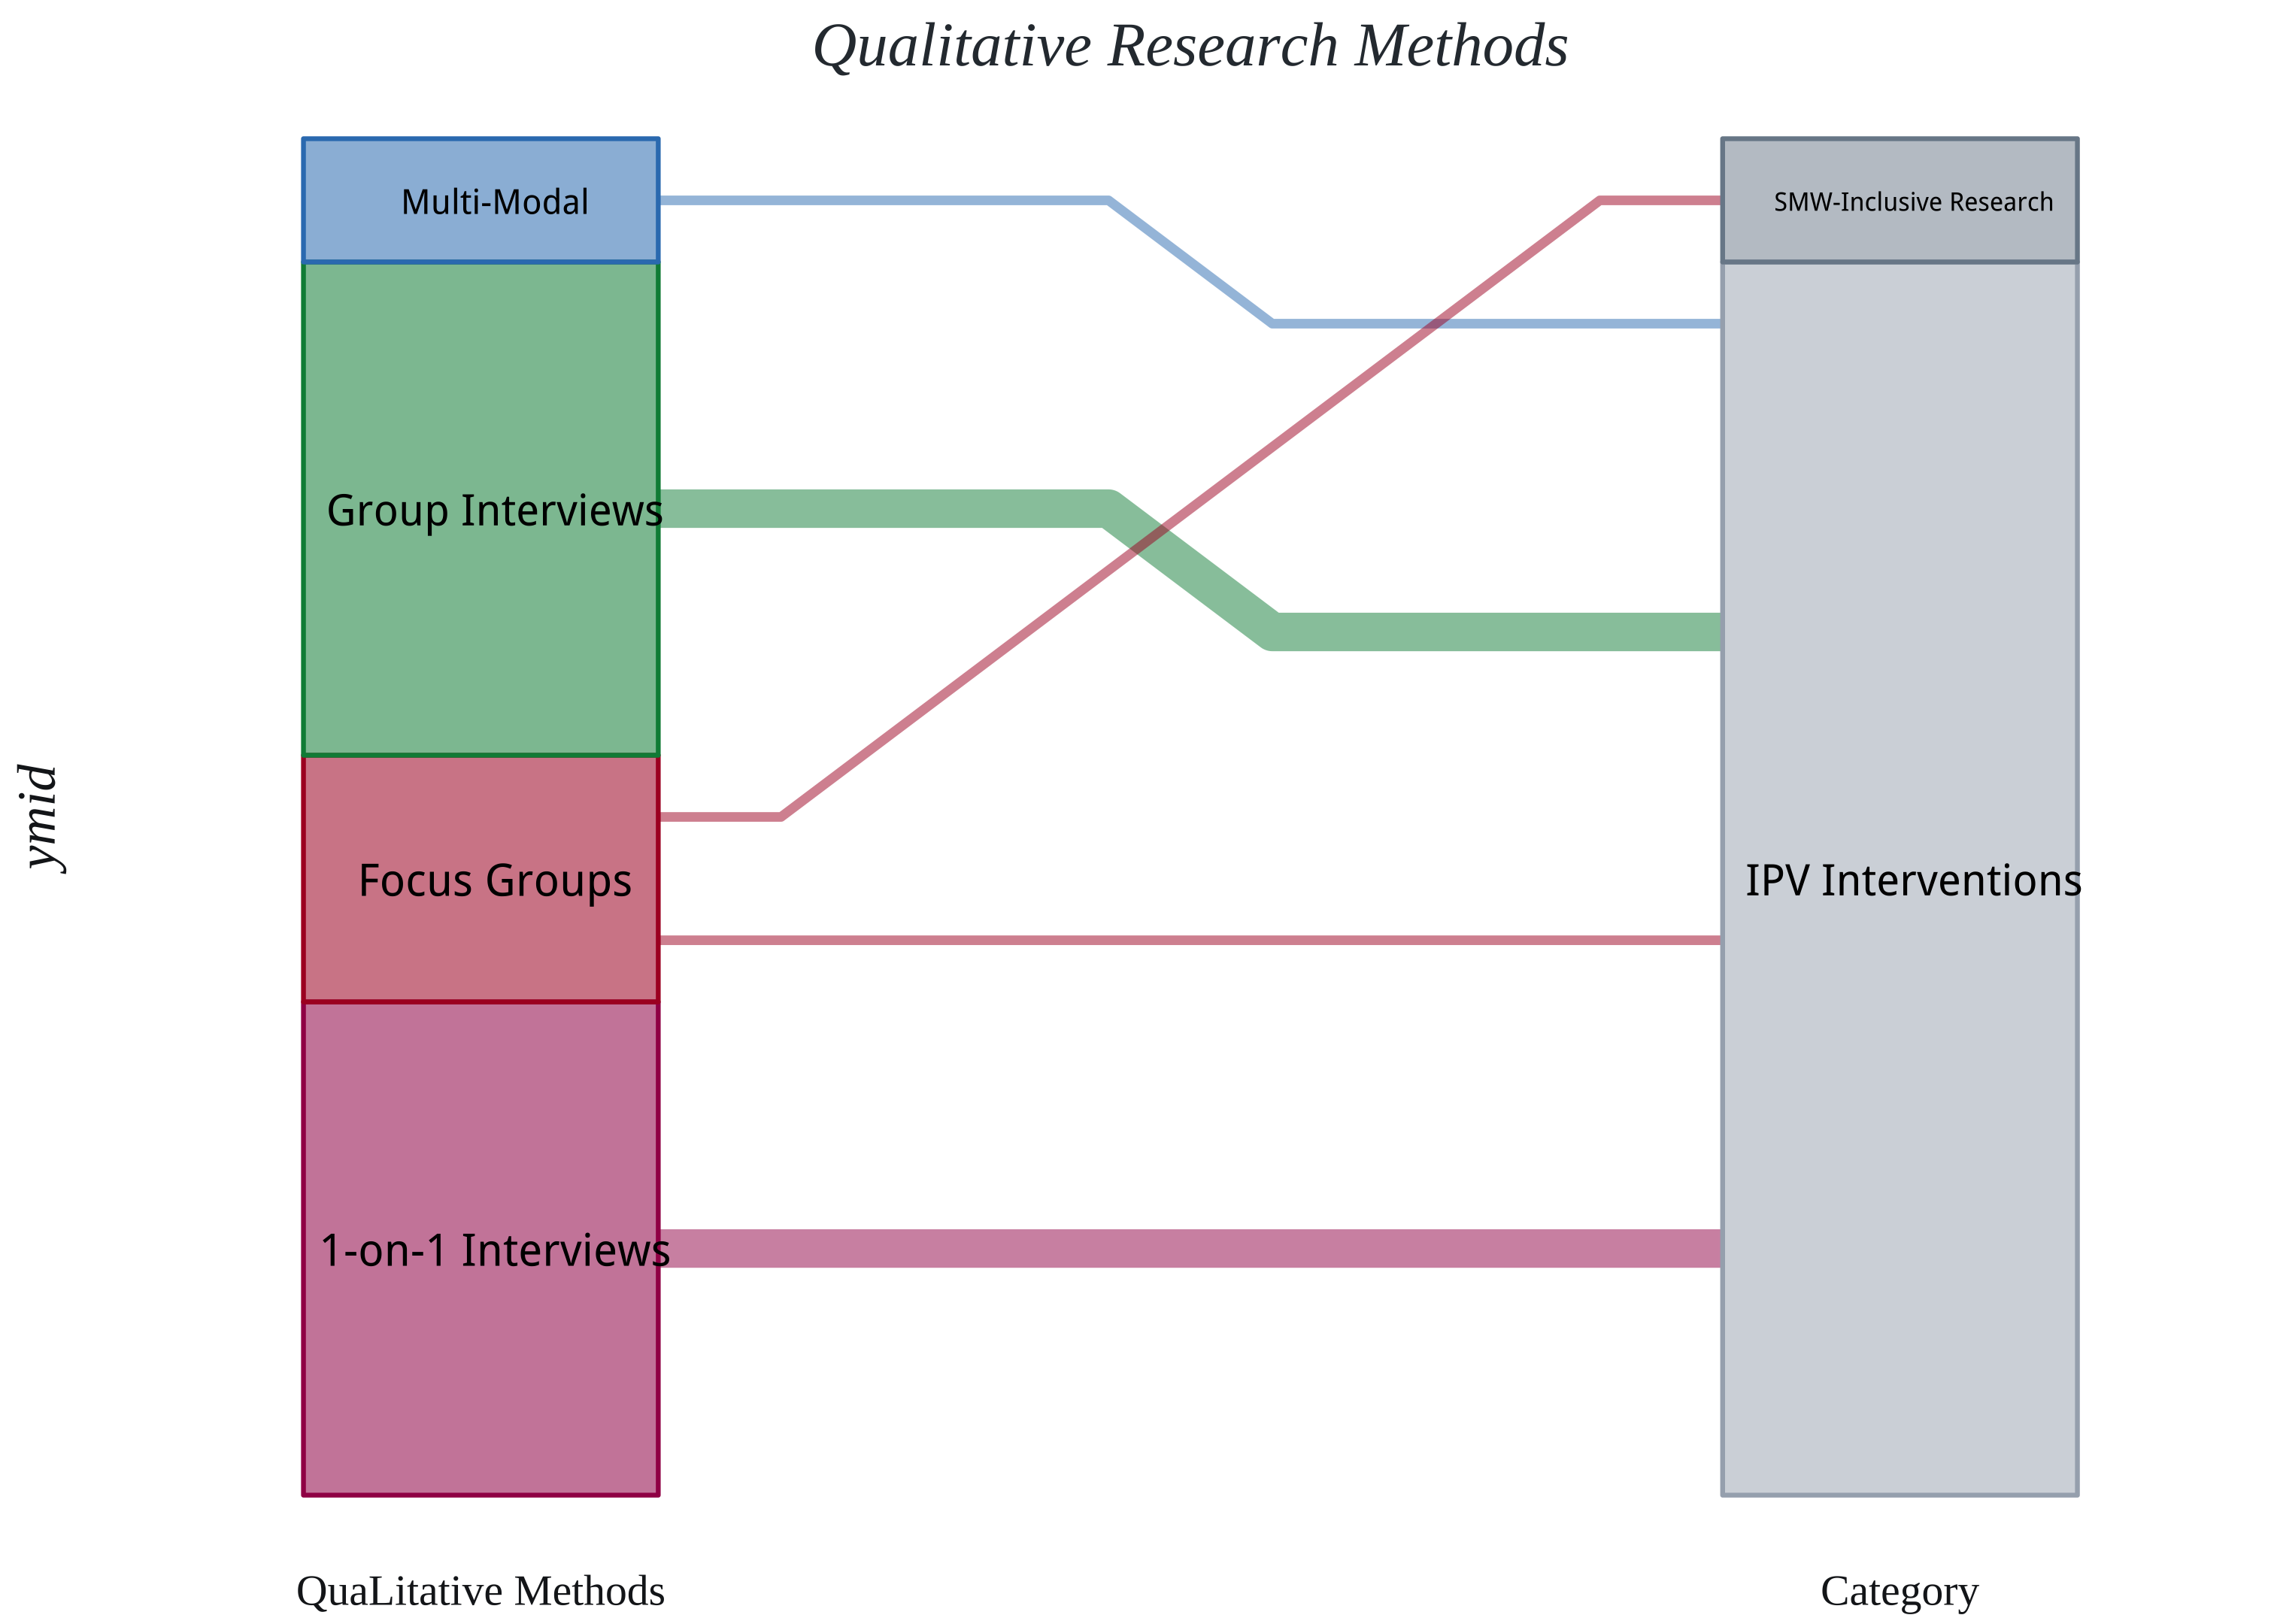 Qualitative Research Methods
Multi-Modal
SMW-Inclusive Research
Group Interviews
ymid
Focus Groups
IPV Interventions
1-on-1 Interviews
QuaLitative Methods
Category